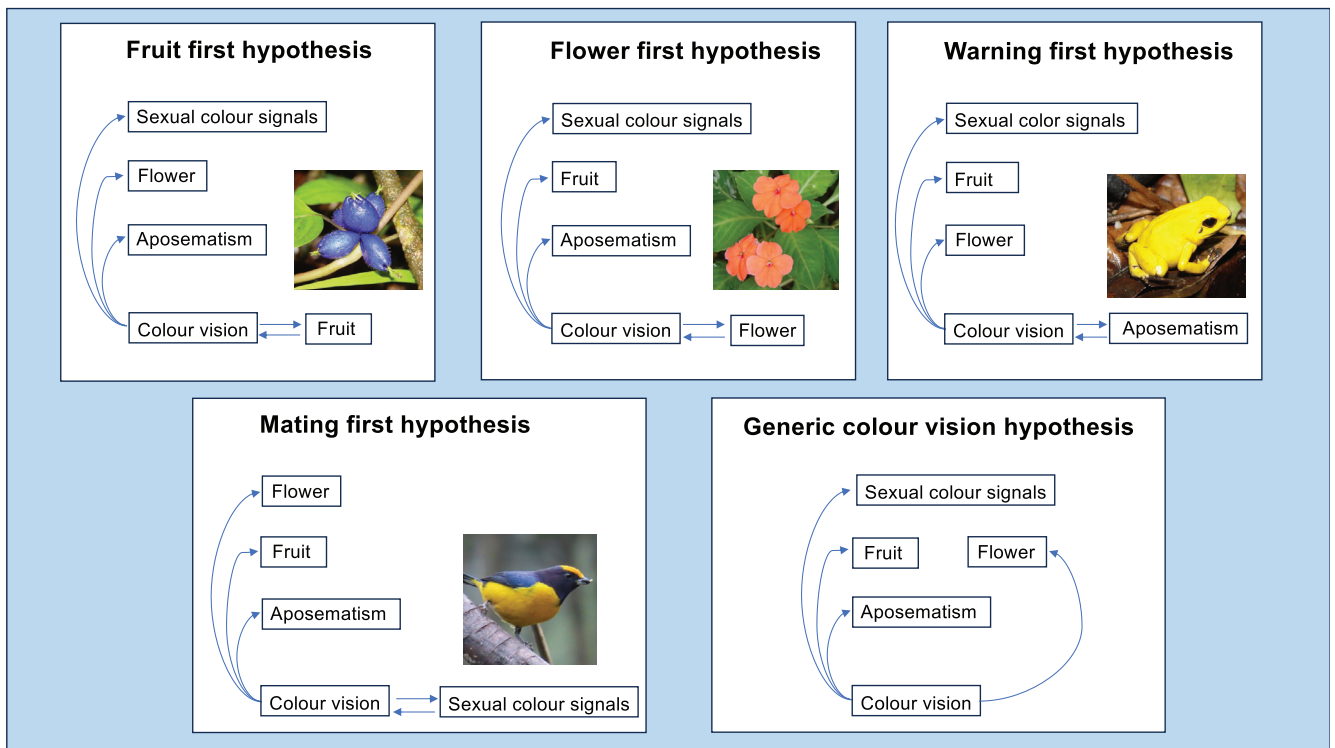 Fruit first hypothesis
Sexual colour signals
Flower
Aposematism
Colour vision
Fruit
Flower first hypothesis
Sexual colour signals
Fruit
Aposematism
Colour vision
Flower
Warning first hypothesis
Sexual color signals
Fruit
Flower
Colour vision
Aposematism
Mating first hypothesis
Flower
Fruit
Aposematism
Colour vision
Sexual colour signals
Generic colour vision hypothesis
Sexual colour signals
Fruit
Flower
Aposematism
Colour vision